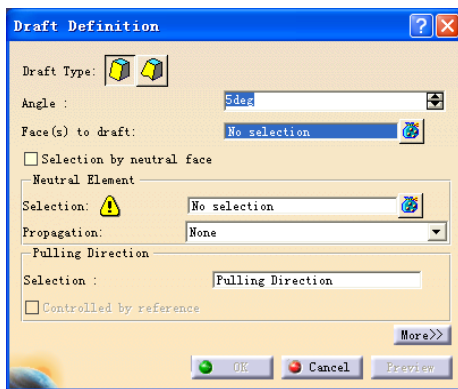 Draft Definition
Draft Type:
Angle : 5deg
Face(s) to draft: No selection
Selection by neutral face
Neutral Element
Selection: No selection
Propagation: None
Pulling Direction
Selection : Pulling Direction
Controlled by reference
More>>
OK Cancel Preview